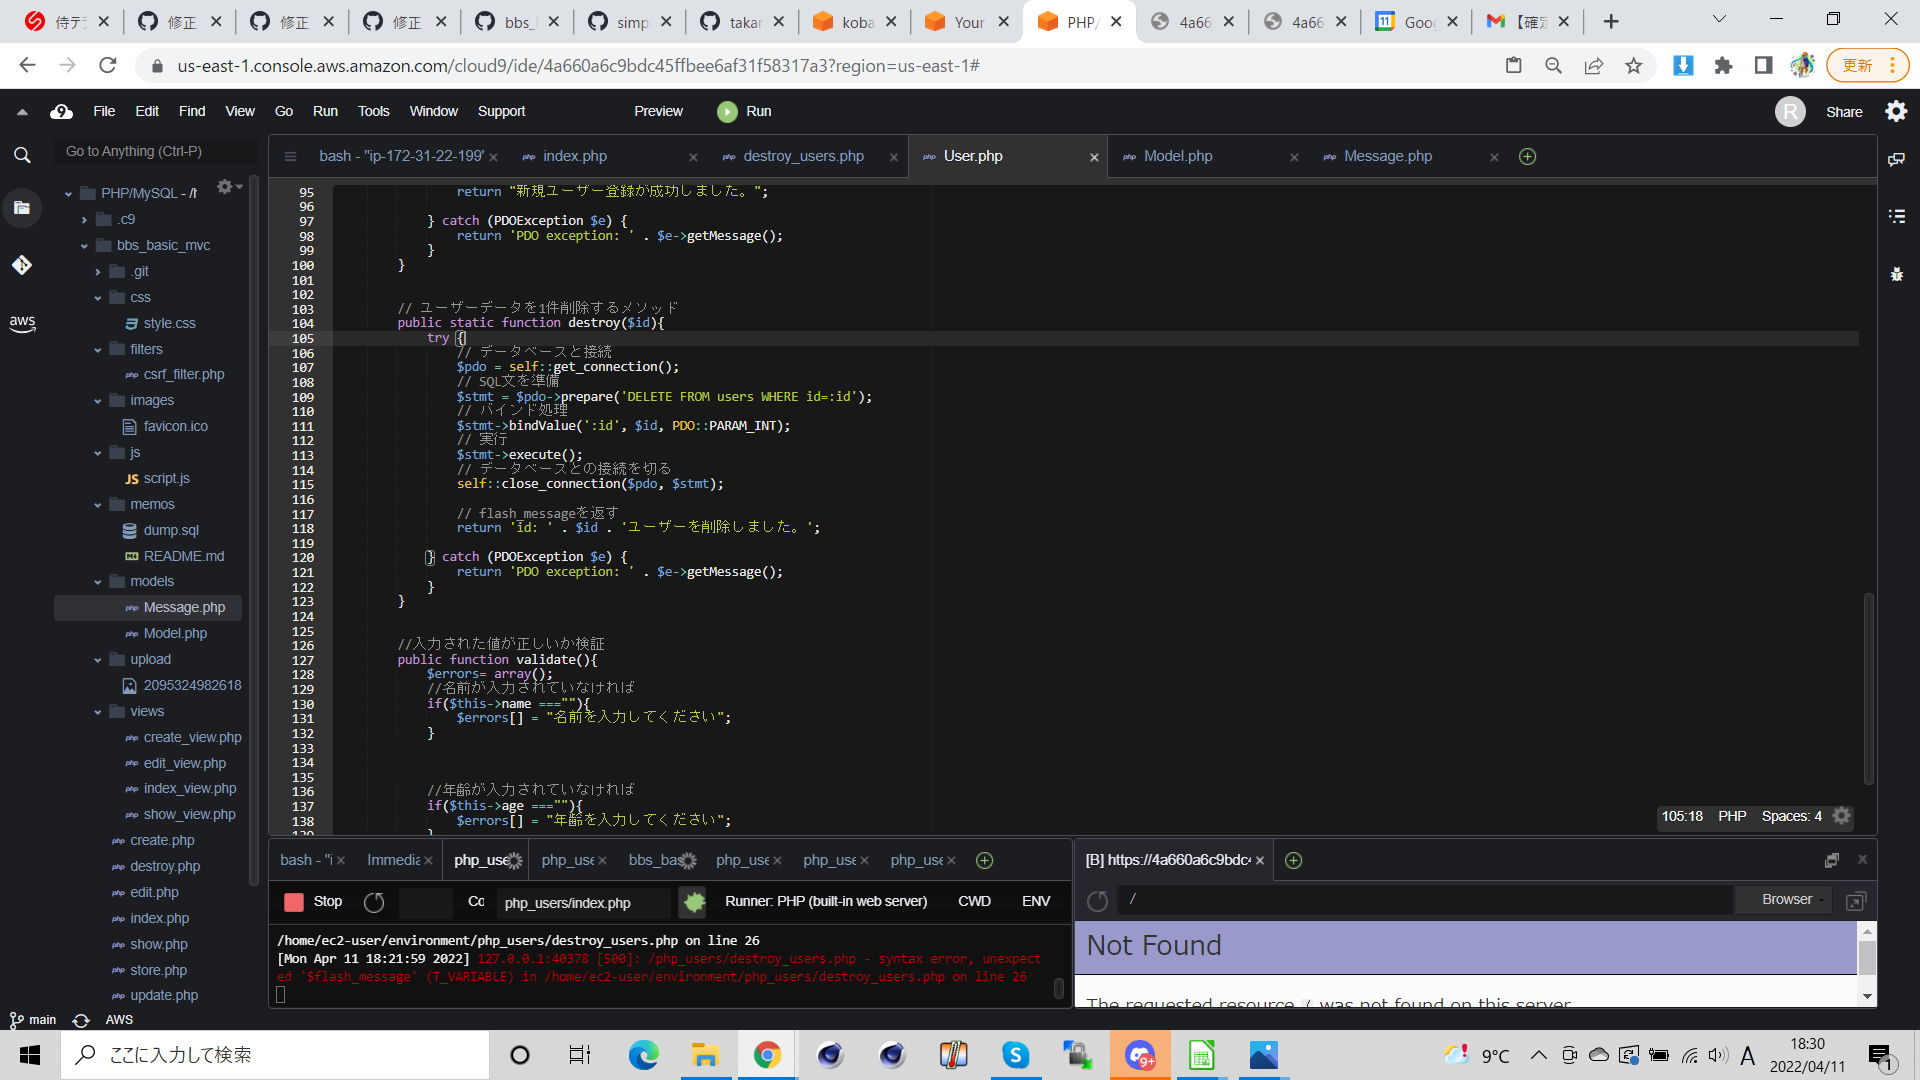 侍テ
修正
修正
修正
bbs_
simp
takar
koba
Your
PHP/
4a66
4a66
Goo
【確定
us-east-1.console.aws.amazon.com/cloud9/ide/4a660a6c9bdc45ffbee6af31f58317a3?region=us-east-1#
更新
File Edit Find View Go Run Tools Window Support Preview Run
R
Share
Go to Anything (Ctrl-P)
bash - "ip-172-31-22-199"
index.php
destroy_users.php
User.php
Model.php
Message.php
PHP/MySQL - /h
.c9
bbs_basic_mvc
.git
css
style.css
filters
csrf_filter.php
images
favicon.ico
js
script.js
memos
dump.sql
README.md
models
Message.php
Model.php
upload
2095324982618
views
create_view.php
edit_view.php
index_view.php
show_view.php
create.php
destroy.php
edit.php
index.php
show.php
store.php
update.php
aws
95 return "新規ユーザー登録が成功しました。";
96
97 } catch (PDOException $e) {
98 return 'PDO exception: ' . $e->getMessage();
99 }
100 }
101
102
103 // ユーザーデータを1件削除するメソッド
104 public static function destroy($id){
105 try {
106 // データベースと接続
107 $pdo = self::get_connection();
108 // SQL文を準備
109 $stmt = $pdo->prepare('DELETE FROM users WHERE id=:id');
110 // バインド処理
111 $stmt->bindValue(':id', $id, PDO::PARAM_INT);
112 // 実行
113 $stmt->execute();
114 // データベースとの接続を切る
115 self::close_connection($pdo, $stmt);
116
117 // flash_messageを返す
118 return 'id: ' . $id . 'ユーザーを削除しました。';
119
120 } catch (PDOException $e) {
121 return 'PDO exception: ' . $e->getMessage();
122 }
123 }
124
125
126 //入力された値が正しいか検証
127 public function validate(){
128 $errors= array();
129 //名前が入力されていなければ
130 if($this->name ===""){
131 $errors[] = "名前を入力してください";
132 }
133
134
135
136 //年齢が入力されていなければ
137 if($this->age ===""){
138 $errors[] = "年齢を入力してください";
139 }
105:18 PHP Spaces: 4
bash - "i
Immedia
php_use
php_use
bbs_bas
php_use
php_use
php_use
Stop
Co
php_users/index.php
Runner: PHP (built-in web server)
CWD
ENV
/home/ec2-user/environment/php_users/destroy_users.php on line 26
[Mon Apr 11 18:21:59 2022] 127.0.0.1:40378 [500]: /php_users/destroy_users.php - syntax error, unexpect
ed '$flash_message' (T_VARIABLE) in /home/ec2-user/environment/php_users/destroy_users.php on line 26
[B] https://4a660a6c9bdc4
/
Browser
Not Found
The requested resource / was not found on this server
main
AWS
ここに入力して検索
9+
9°C
A
18:30
2022/04/11
1